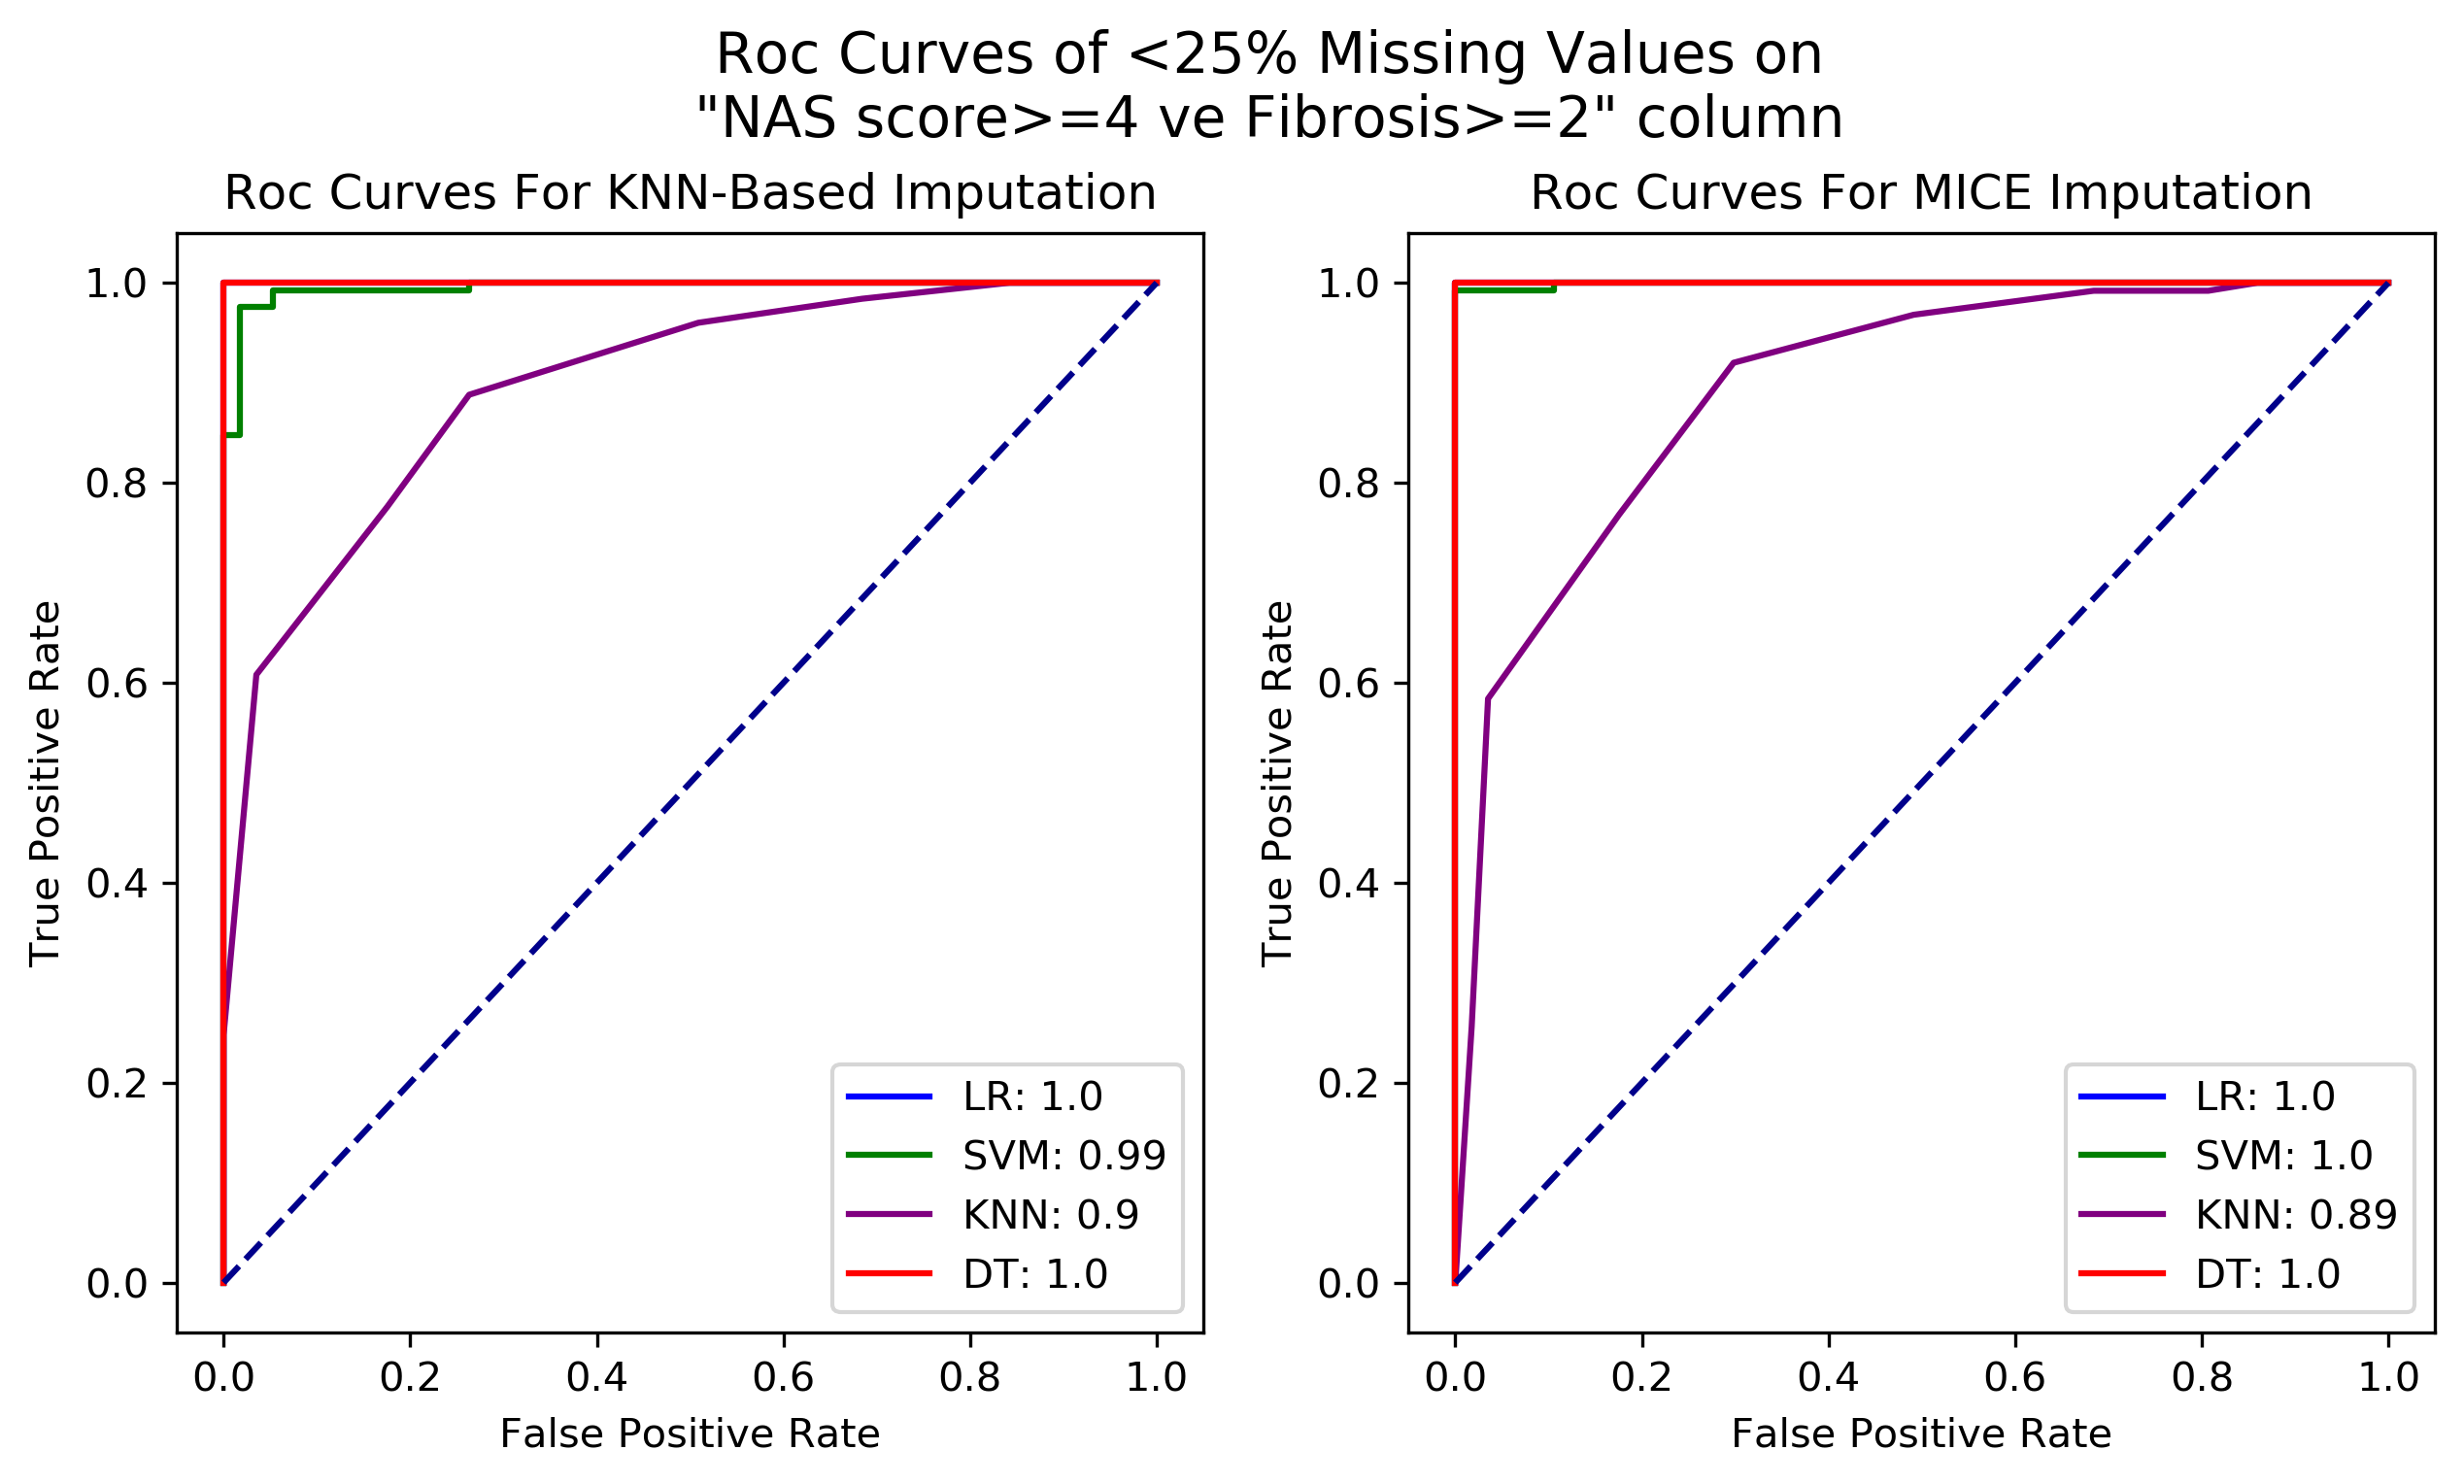 Roc Curves of <25% Missing Values on
"NAS score>=4 ve Fibrosis>=2" column
Roc Curves For KNN-Based Imputation
1.0
0.8
0.6
0.4
0.2
0.0
True Positive Rate
0.0 0.2 0.4 0.6 0.8 1.0
False Positive Rate
LR: 1.0
SVM: 0.99
KNN: 0.9
DT: 1.0
Roc Curves For MICE Imputation
1.0
0.8
0.6
0.4
0.2
0.0
True Positive Rate
0.0 0.2 0.4 0.6 0.8 1.0
False Positive Rate
LR: 1.0
SVM: 1.0
KNN: 0.89
DT: 1.0